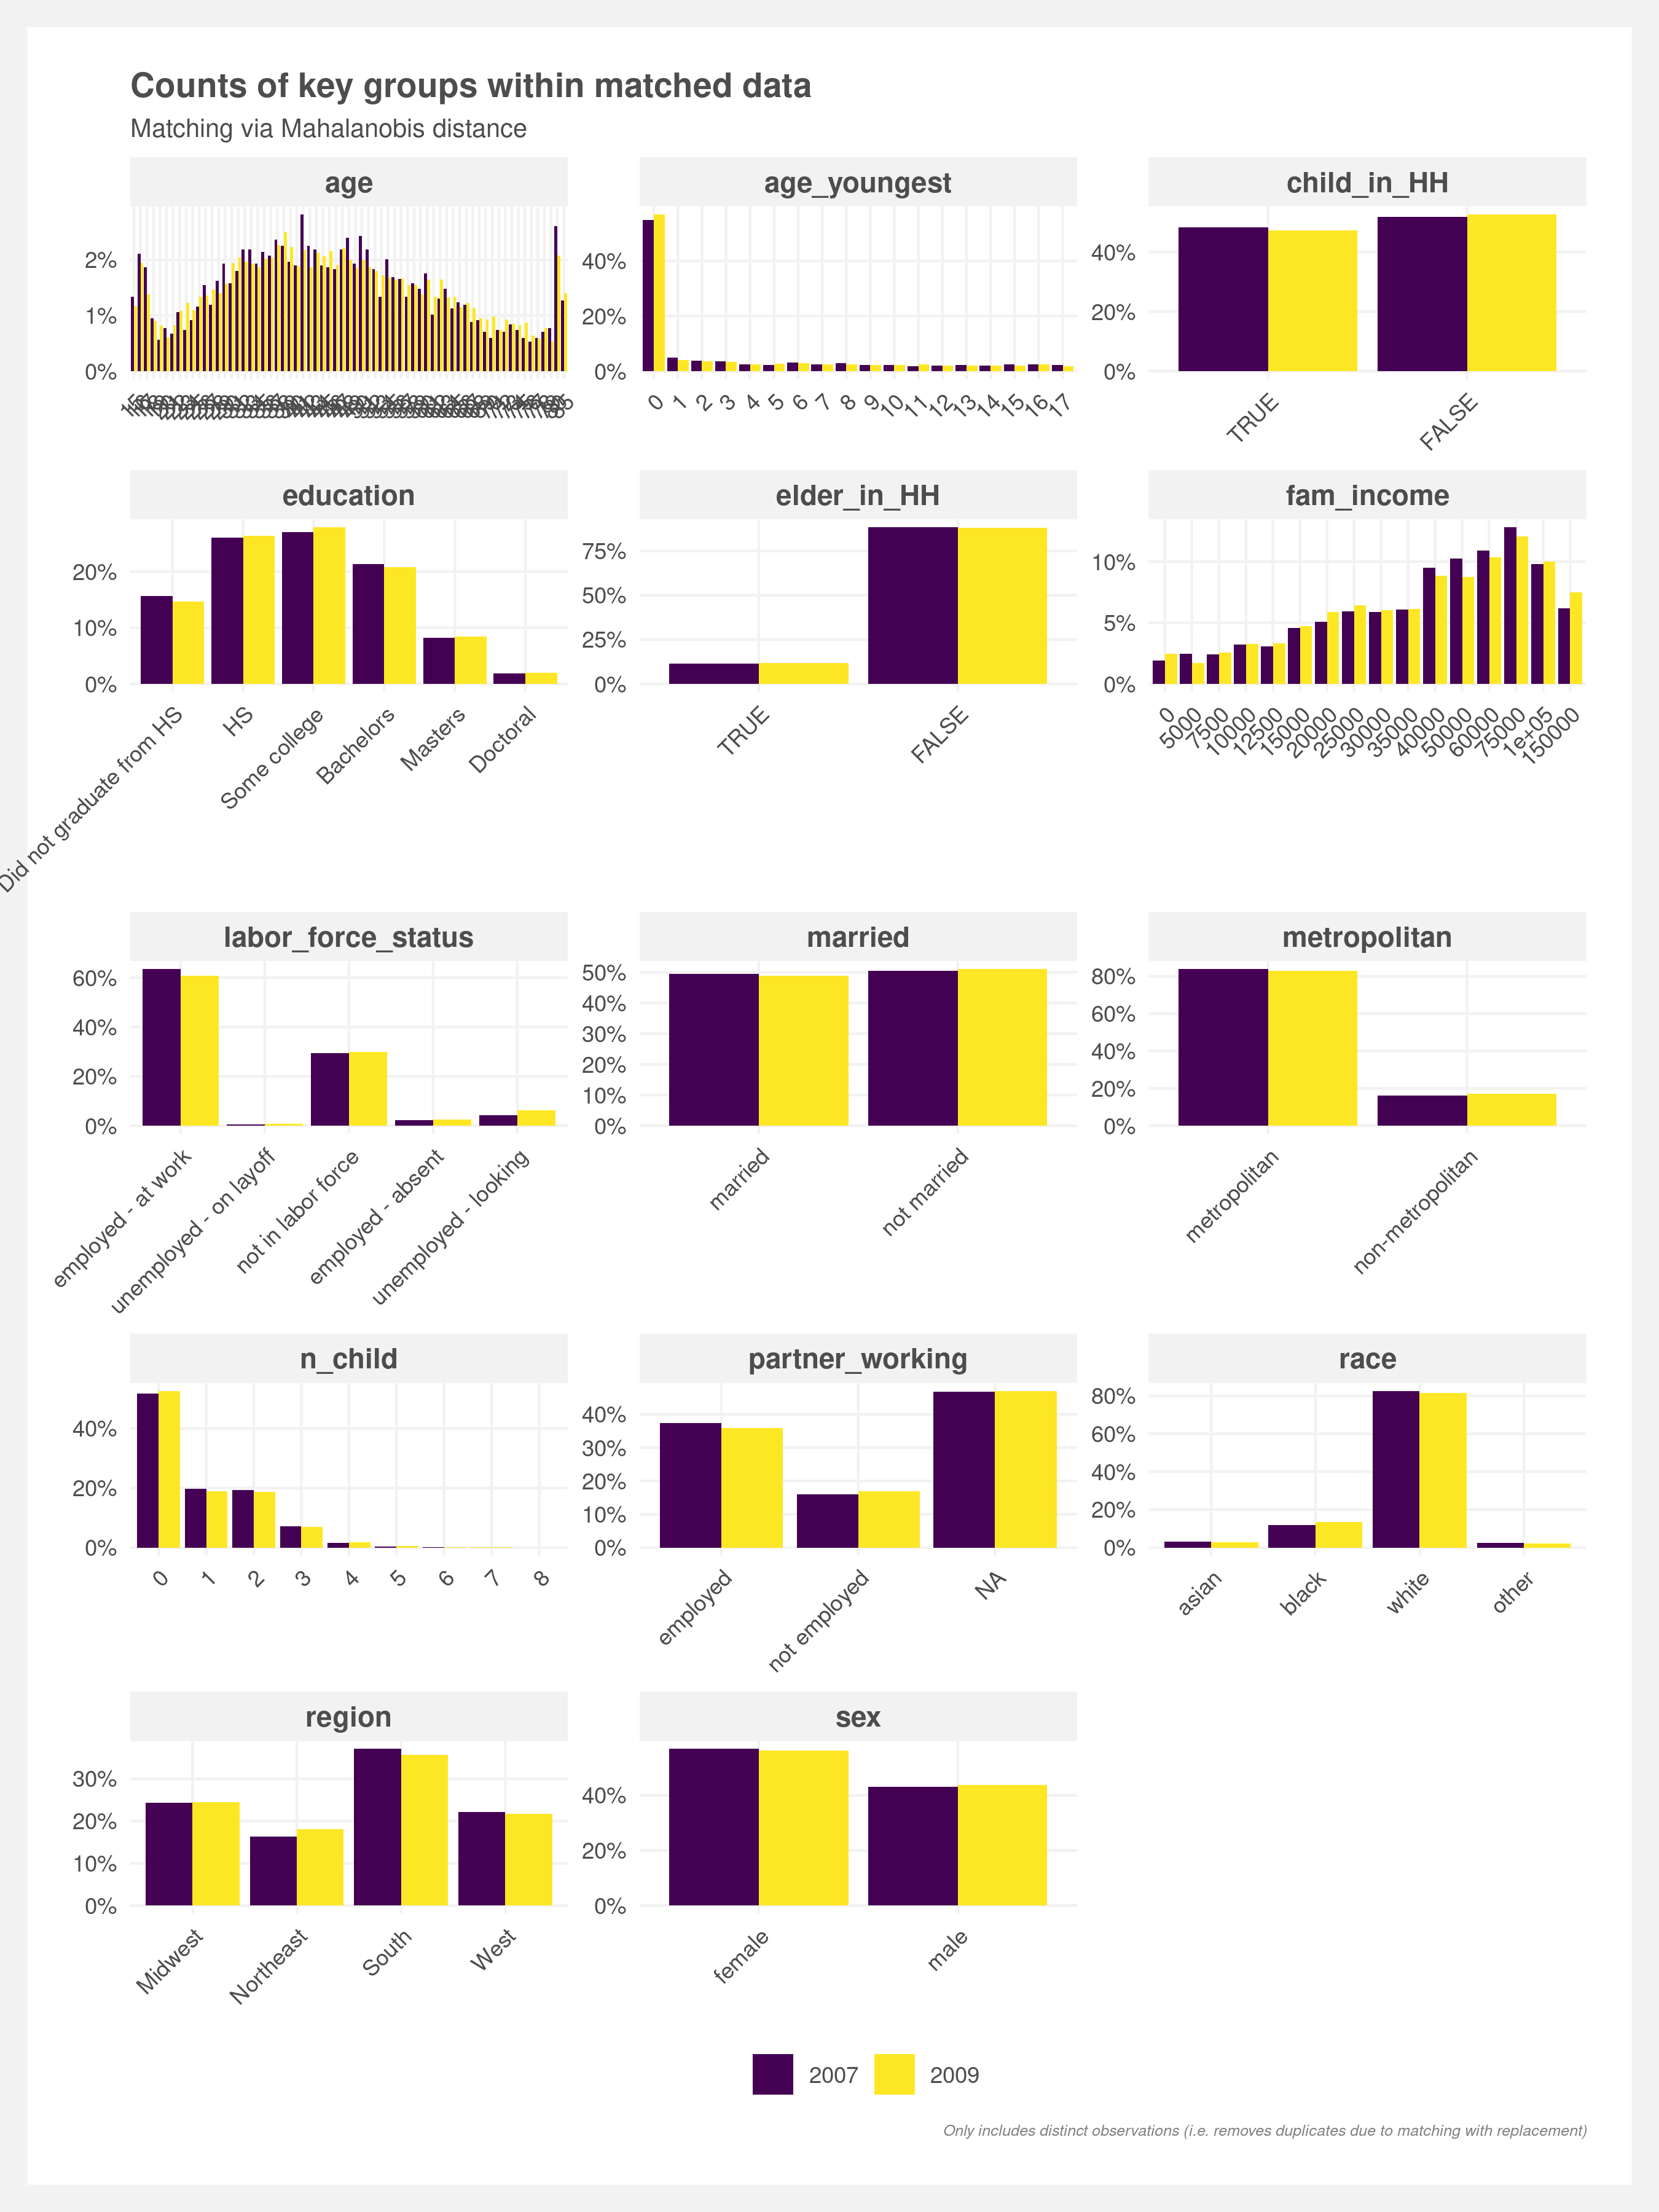 Counts of key groups within matched data
Matching via Mahalanobis distance
age
age_youngest
child_in_HH
2%
1%
0%
40%
20%
0%
0
1
2
3
4
5
6
7
8
9
10
11
12
13
14
15
16
17
40%
20%
0%
TRUE
FALSE
education
elder_in_HH
fam_income
20%
10%
0%
Did not graduate from HS
HS
Some college
Bachelors
Masters
Doctoral
75%
50%
25%
0%
TRUE
FALSE
10%
5%
0%
0
5000
7500
10000
12500
15000
20000
25000
30000
35000
40000
50000
60000
75000
1e+05
150000
labor_force_status
married
metropolitan
60%
40%
20%
0%
employed - at work
unemployed - on layoff
not in labor force
employed - absent
unemployed - looking
50%
40%
30%
20%
10%
0%
married
not married
80%
60%
40%
20%
0%
metropolitan
non-metropolitan
n_child
partner_working
race
40%
20%
0%
0
1
2
3
4
5
6
7
8
40%
30%
20%
10%
0%
employed
not employed
NA
80%
60%
40%
20%
0%
asian
black
white
other
region
sex
30%
20%
10%
0%
Midwest
Northeast
South
West
40%
20%
0%
female
male
2007
2009
Only includes distinct observations (i.e. removes duplicates due to matching with replacement)